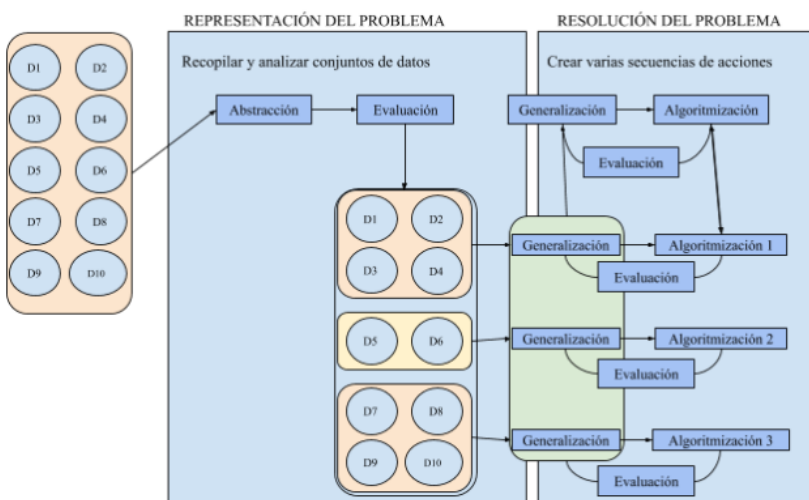 REPRESENTACIÓN DEL PROBLEMA
RESOLUCIÓN DEL PROBLEMA
D1
D2
D3
D4
D5
D6
D7
D8
D9
D10
Recopilar y analizar conjuntos de datos
Abstracción
Evaluación
D1
D2
D3
D4
D5
D6
D7
D8
D9
D10
Crear varias secuencias de acciones
Generalización
Algoritmización
Evaluación
Generalización
Algoritmización 1
Evaluación
Generalización
Algoritmización 2
Evaluación
Generalización
Algoritmización 3
Evaluación